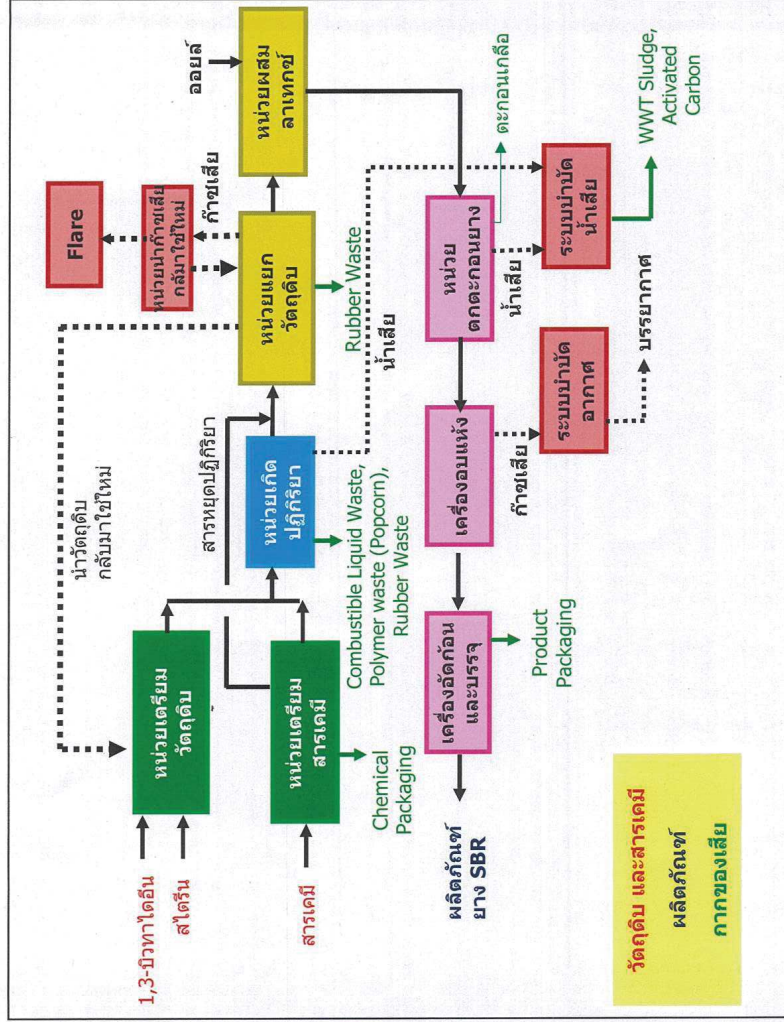 1,3-บิวทาไดอีน
สไตรีน
สารเคมี
หน่วยเตรียม
วัตถุดิบ
หน่วยเตรียม
สารเคมี
Chemical
Packaging
นำวัตถุดิบ
กลับมาใช้ใหม่
สารหยุดปฏิกิริยา
หน่วยเกิด
ปฏิกิริยา
Combustible Liquid Waste,
Polymer waste (Popcorn),
Rubber Waste
Flare
หน่วยนำก๊าซเสีย
กลัมาใช้ใหม่
ก๊าซเสีย
หน่วยแยก
วัตถุดิบ
Rubber Waste
น้ำเสีย
ออยล์
หน่วยผสม
ลาเทกซ์
ผลิตภัณฑ์
ยาง SBR
เครื่องอัดก้อน
และบรรจุ
Product
Packaging
เครื่องอบแห้ง
ก๊าซเสีย
ระบบบำบัด
อากาศ
บรรยากาศ
หน่วย
ตกตะกอนยาง
น้ำเสีย
ตะกอนเกลือ
ระบบบำบัด
น้ำเสีย
WWT Sludge,
Activated
Carbon
วัตถุดิบ และสารเคมี
ผลิตภัณฑ์
กากของเสีย